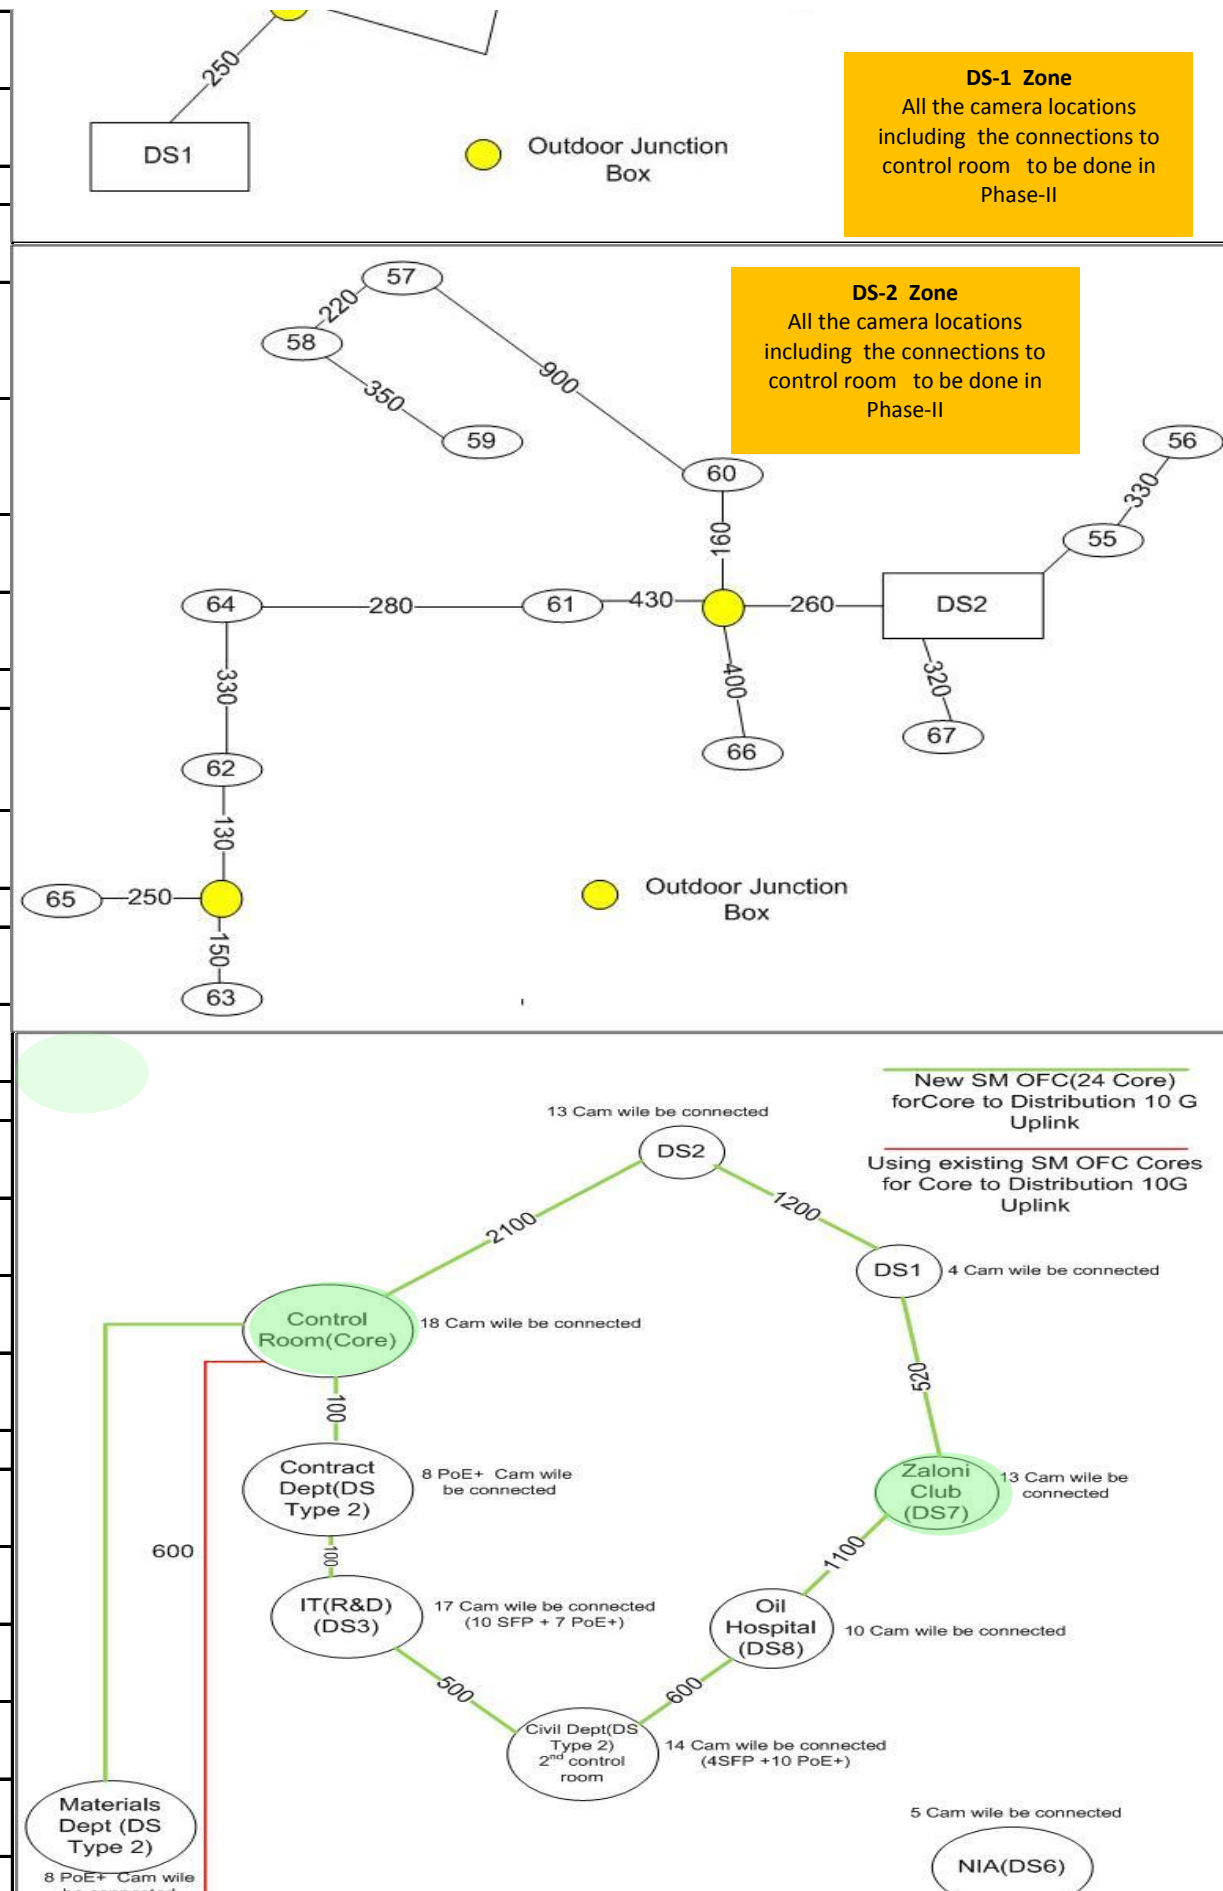 250
DS1
Outdoor Junction
Box
DS-1 Zone
All the camera locations
including the connections to
control room to be done in
Phase-II
57
220
58
350
59
900
DS-2 Zone
All the camera locations
including the connections to
control room to be done in
Phase-II
60
56
330
55
160
64
280
61
430
260
DS2
330
400
320
66
67
62
130
65
250
150
63
Outdoor Junction
Box
New SM OFC(24 Core)
forCore to Distribution 10 G
Uplink
Using existing SM OFC Cores
for Core to Distribution 10G
Uplink
13 Cam wile be connected
DS2
2100
1200
DS1
4 Cam wile be connected
Control
Room(Core)
18 Cam wile be connected
520
100
Contract
Dept(DS
Type 2)
8 PoE+ Cam wile
be connected
Zaloni
Club
(DS7)
13 Cam wile be
connected
600
100
1100
IT(R&D)
(DS3)
17 Cam wile be connected
(10 SFP + 7 PoE+)
Oil
Hospital
(DS8)
10 Cam wile be connected
500
600
Civil Dept(DS
Type 2)
2nd control
room
14 Cam wile be connected
(4SFP +10 PoE+)
Materials
Dept (DS
Type 2)
8 PoE+ Cam wile
be connected
5 Cam wile be connected
NIA(DS6)